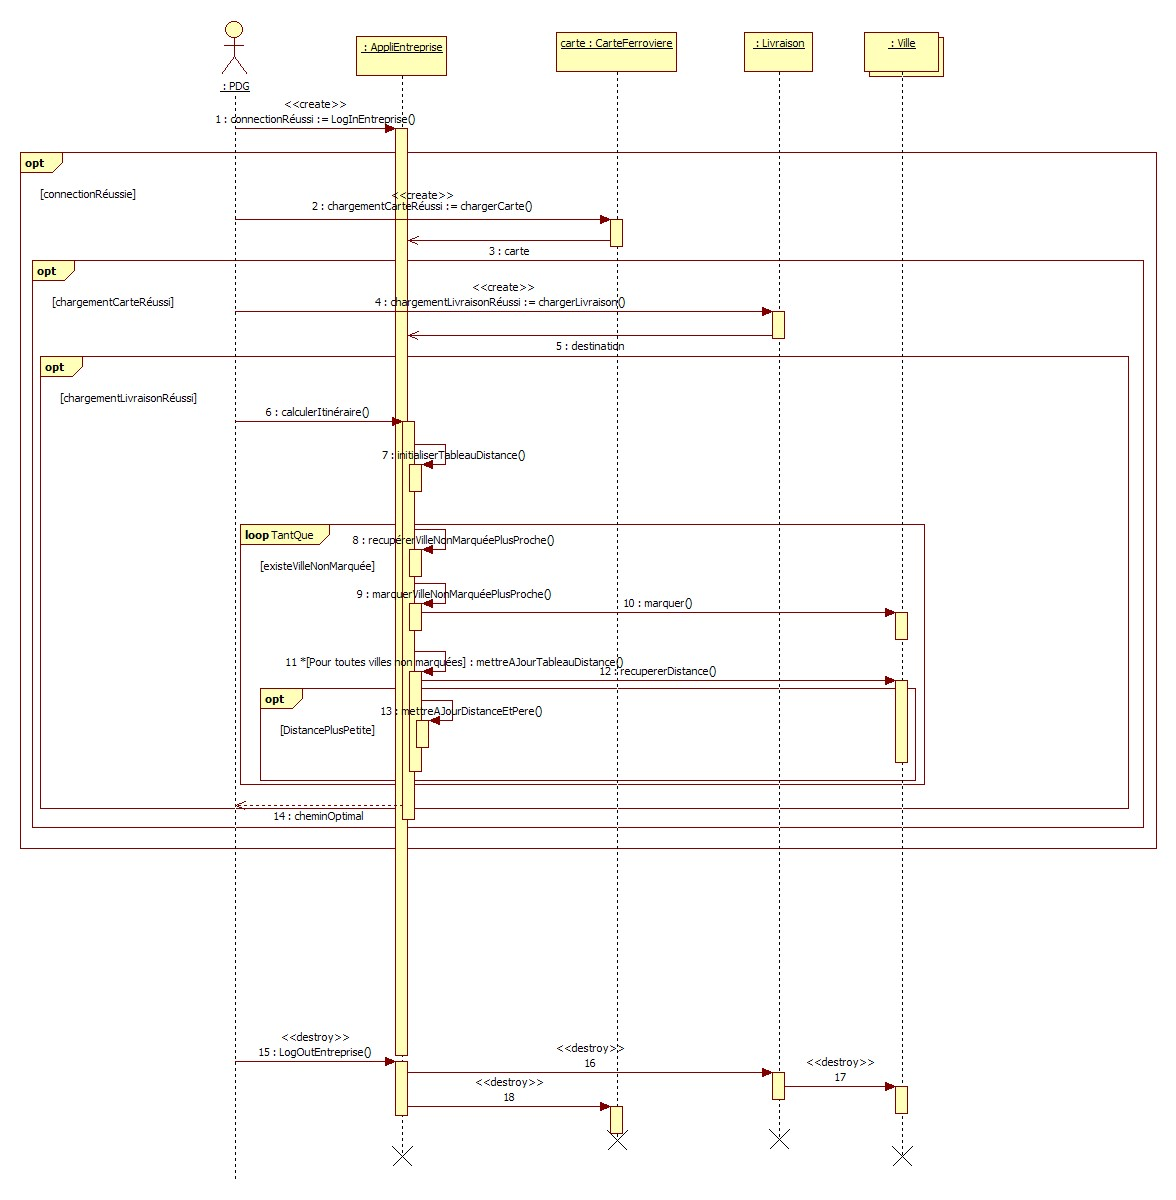 : PDG
: AppliEntreprise
carte : CarteFerroviere
: Livraison
: Ville
<<create>>
1 : connectionRéussi := LogInEntreprise()
opt
[connectionRéussie]
<<create>>
2 : chargementCarteRéussi := chargerCarte()
3 : carte
opt
[chargementCarteRéussi]
<<create>>
4 : chargementLivraisonRéussi := chargerLivraison()
5 : destination
opt
[chargementLivraisonRéussi]
6 : calculerItinéraire()
7 : initialiserTableauDistance()
loop TantQue
8 : recupérerVilleNonMarquéePlusProche()
[existeVilleNonMarquée]
9 : marquerVilleNonMarquéePlusProche()
10 : marquer()
11 *[Pour toutes villes non marquées] : mettreAJourTableauDistance()
12 : recupererDistance()
opt
13 : mettreAJourDistanceEtPere()
[DistancePlusPetite]
14 : cheminOptimal
<<destroy>>
15 : LogOutEntreprise()
<<destroy>>
16
<<destroy>>
17
<<destroy>>
18